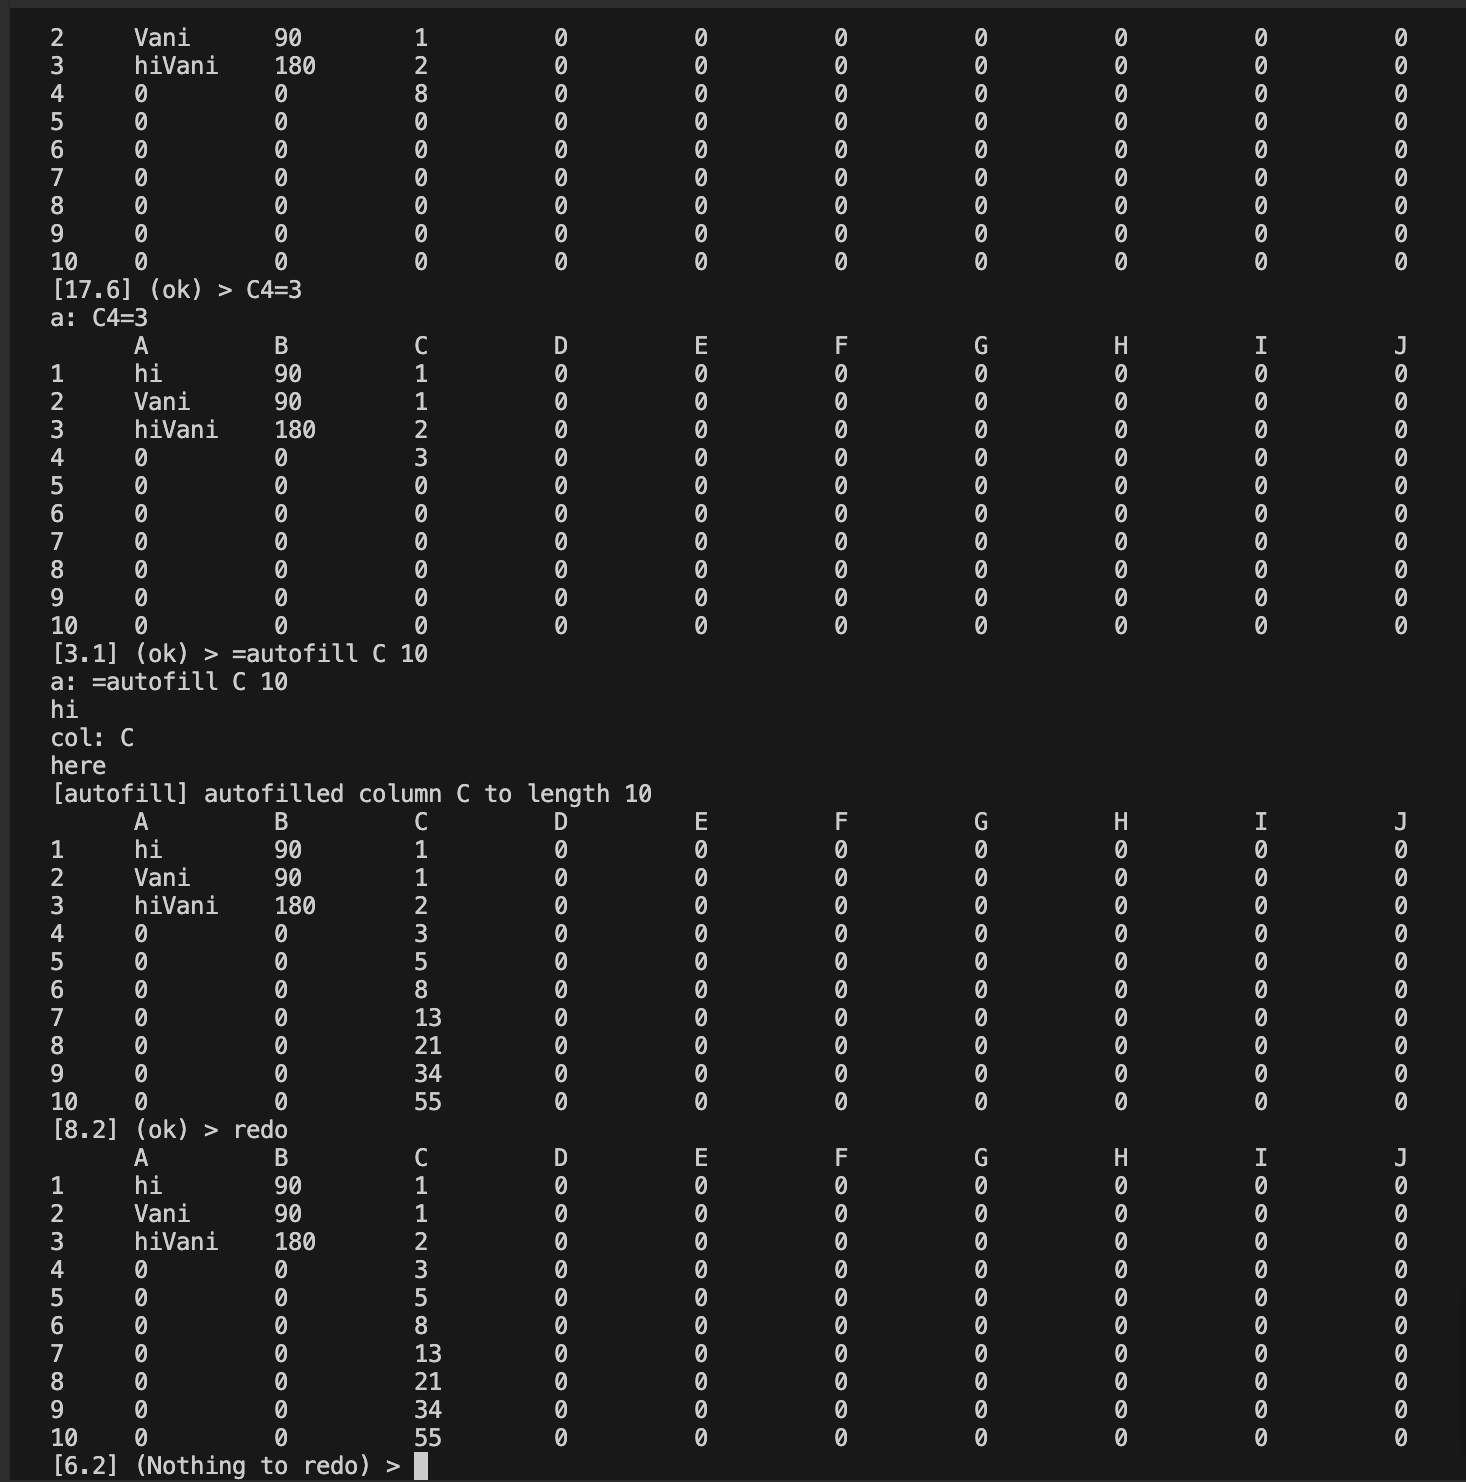 2 Vani 90 1 0 0 0 0 0 0 0
3 hiVani 180 2 0 0 0 0 0 0 0
4 0 0 8 0 0 0 0 0 0 0
5 0 0 0 0 0 0 0 0 0 0
6 0 0 0 0 0 0 0 0 0 0
7 0 0 0 0 0 0 0 0 0 0
8 0 0 0 0 0 0 0 0 0 0
9 0 0 0 0 0 0 0 0 0 0
10 0 0 0 0 0 0 0 0 0 0
[17.6] (ok) > C4=3
a: C4=3
A B C D E F G H I J
1 hi 90 1 0 0 0 0 0 0 0
2 Vani 90 1 0 0 0 0 0 0 0
3 hiVani 180 2 0 0 0 0 0 0 0
4 0 0 3 0 0 0 0 0 0 0
5 0 0 0 0 0 0 0 0 0 0
6 0 0 0 0 0 0 0 0 0 0
7 0 0 0 0 0 0 0 0 0 0
8 0 0 0 0 0 0 0 0 0 0
9 0 0 0 0 0 0 0 0 0 0
10 0 0 0 0 0 0 0 0 0 0
[3.1] (ok) > =autofill C 10
a: =autofill C 10
hi
col: C
here
[autofill] autofilled column C to length 10
A B C D E F G H I J
1 hi 90 1 0 0 0 0 0 0 0
2 Vani 90 1 0 0 0 0 0 0 0
3 hiVani 180 2 0 0 0 0 0 0 0
4 0 0 3 0 0 0 0 0 0 0
5 0 0 5 0 0 0 0 0 0 0
6 0 0 8 0 0 0 0 0 0 0
7 0 0 13 0 0 0 0 0 0 0
8 0 0 21 0 0 0 0 0 0 0
9 0 0 34 0 0 0 0 0 0 0
10 0 0 55 0 0 0 0 0 0 0
[8.2] (ok) > redo
A B C D E F G H I J
1 hi 90 1 0 0 0 0 0 0 0
2 Vani 90 1 0 0 0 0 0 0 0
3 hiVani 180 2 0 0 0 0 0 0 0
4 0 0 3 0 0 0 0 0 0 0
5 0 0 5 0 0 0 0 0 0 0
6 0 0 8 0 0 0 0 0 0 0
7 0 0 13 0 0 0 0 0 0 0
8 0 0 21 0 0 0 0 0 0 0
9 0 0 34 0 0 0 0 0 0 0
10 0 0 55 0 0 0 0 0 0 0
[6.2] (Nothing to redo) >